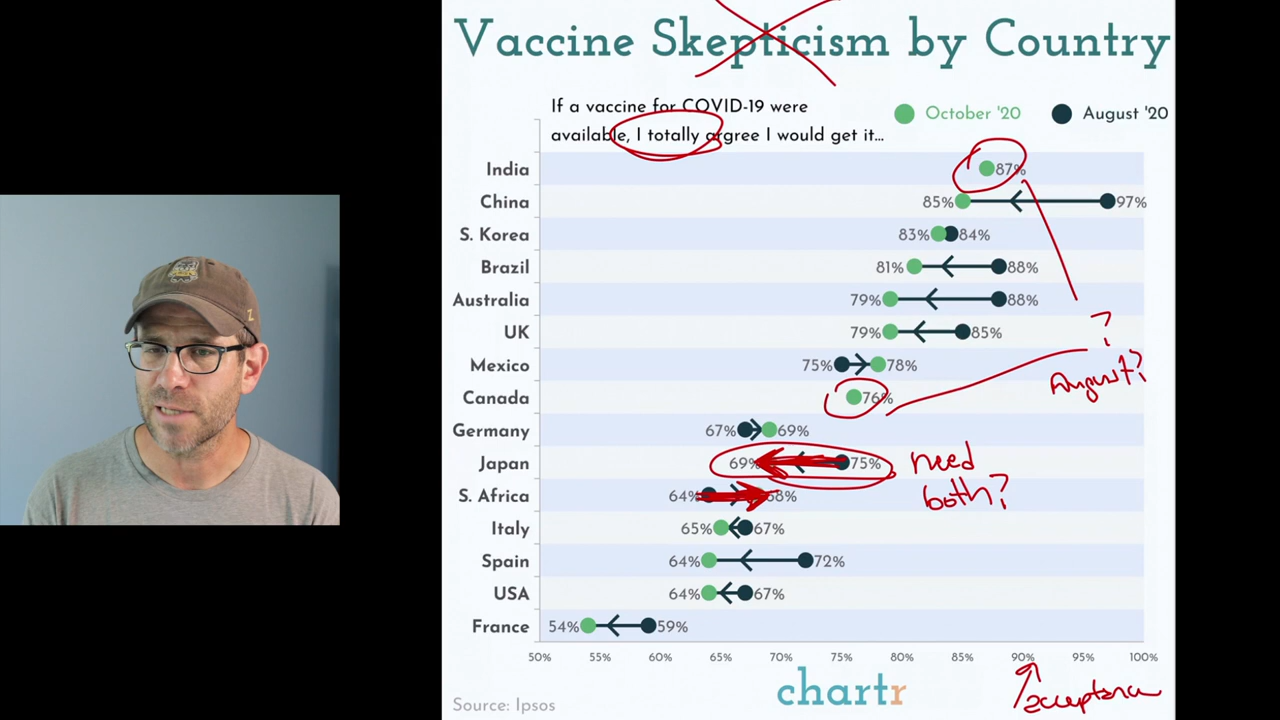 Vaccine Skepticism by Country
If a vaccine for COVID-19 were
available, I totally argree I would get it...
October '20 August '20
India 87%
China 85% 97%
S. Korea 83% 84%
Brazil 81% 88%
Australia 79% 88%
UK 79% 85%
?
Mexico 75% 78%
August?
Canada 76%
Germany 67% 69%
Japan 69% 75% need
S. Africa 64% 68% both?
Italy 65% 67%
Spain 64% 72%
USA 64% 67%
France 54% 59%
50% 55% 60% 65% 70% 75% 80% 85% 90% 95% 100%
chartr
acceptance
Source: Ipsos